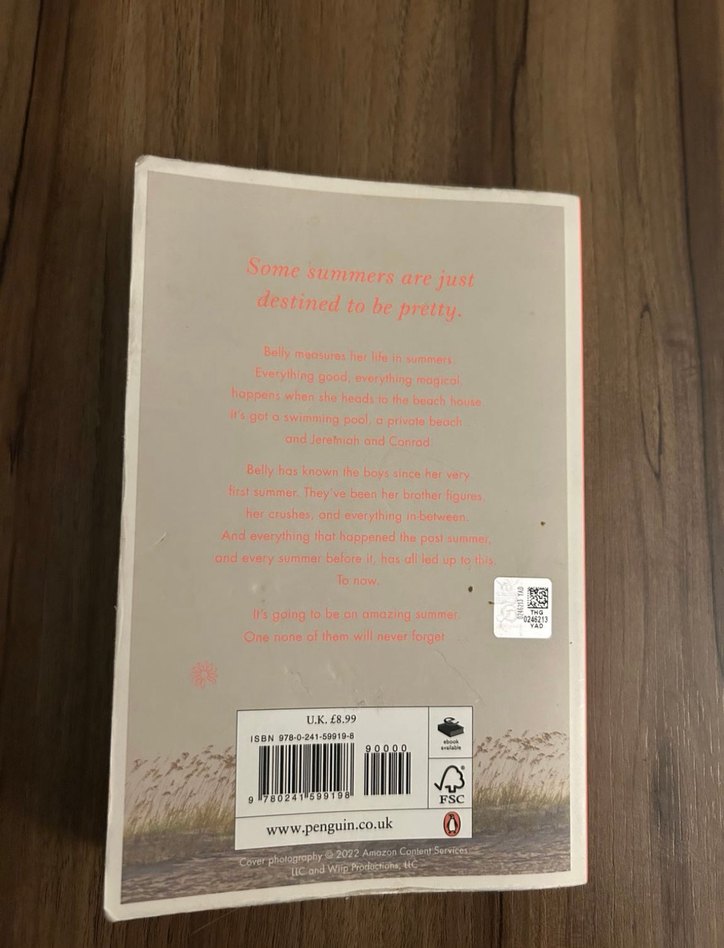 Some summers are just
destined to be pretty.
Belly measures her life in summers.
Everything good, everything magical,
happens when she heads to the beach house.
It's got a swimming pool, a private beach...
and Jeremiah and Conrad.
Belly has known the boys since her very
first summer. They've been her brother figures,
her crushes, and everything in-between.
And everything that happened the past summer,
and every summer before it, has all led up to this.
To now.
It's going to be an amazing summer.
One none of them will never forget...
0246213 YAD
THG
0246213
YAD
U.K. £8.99
ISBN 978-0-241-59919-8
90000
9 780241 599198
ebook
available
FSC
www.penguin.co.uk
Cover photography © 2022 Amazon Content Services
LLC and Wiip Productions, LLC